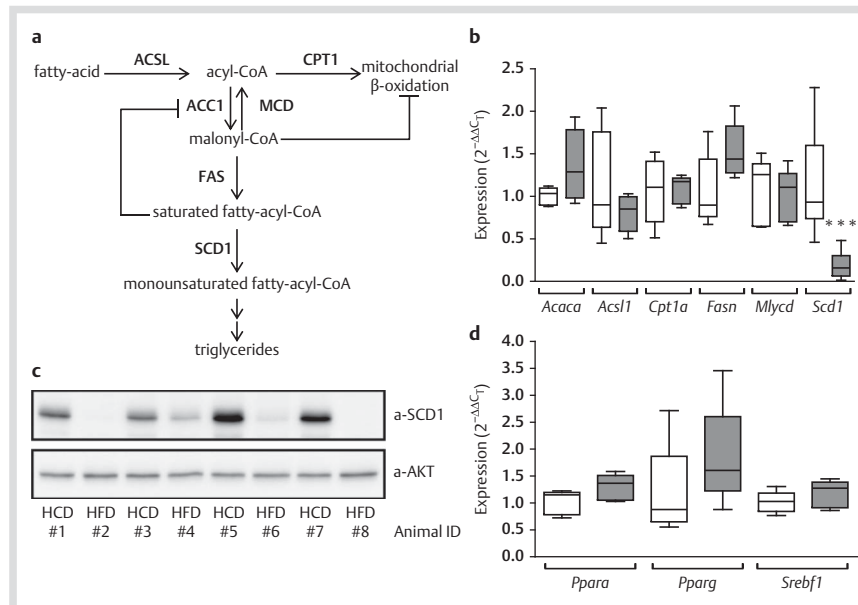 a
ACSL
CPT1
fatty-acid
acyl-CoA
mitochondrial
β-oxidation
ACC1
MCD
malonyl-CoA
FAS
saturated fatty-acyl-CoA
SCD1
monounsaturated fatty-acyl-CoA
triglycerides
b
Expression (2^−ΔΔC_T)
2.5
2.0
1.5
1.0
0.5
0.0
***
Acaca Acsl1 Cpt1a Fasn Mlycd Scd1
c
a-SCD1
a-AKT
HCD HFD HCD HFD HCD HFD HCD HFD
#1 #2 #3 #4 #5 #6 #7 #8 Animal ID
d
Expression (2^−ΔΔC_T)
4.0
3.5
3.0
2.5
2.0
1.5
1.0
0.5
0.0
Ppara Pparg Srebf1